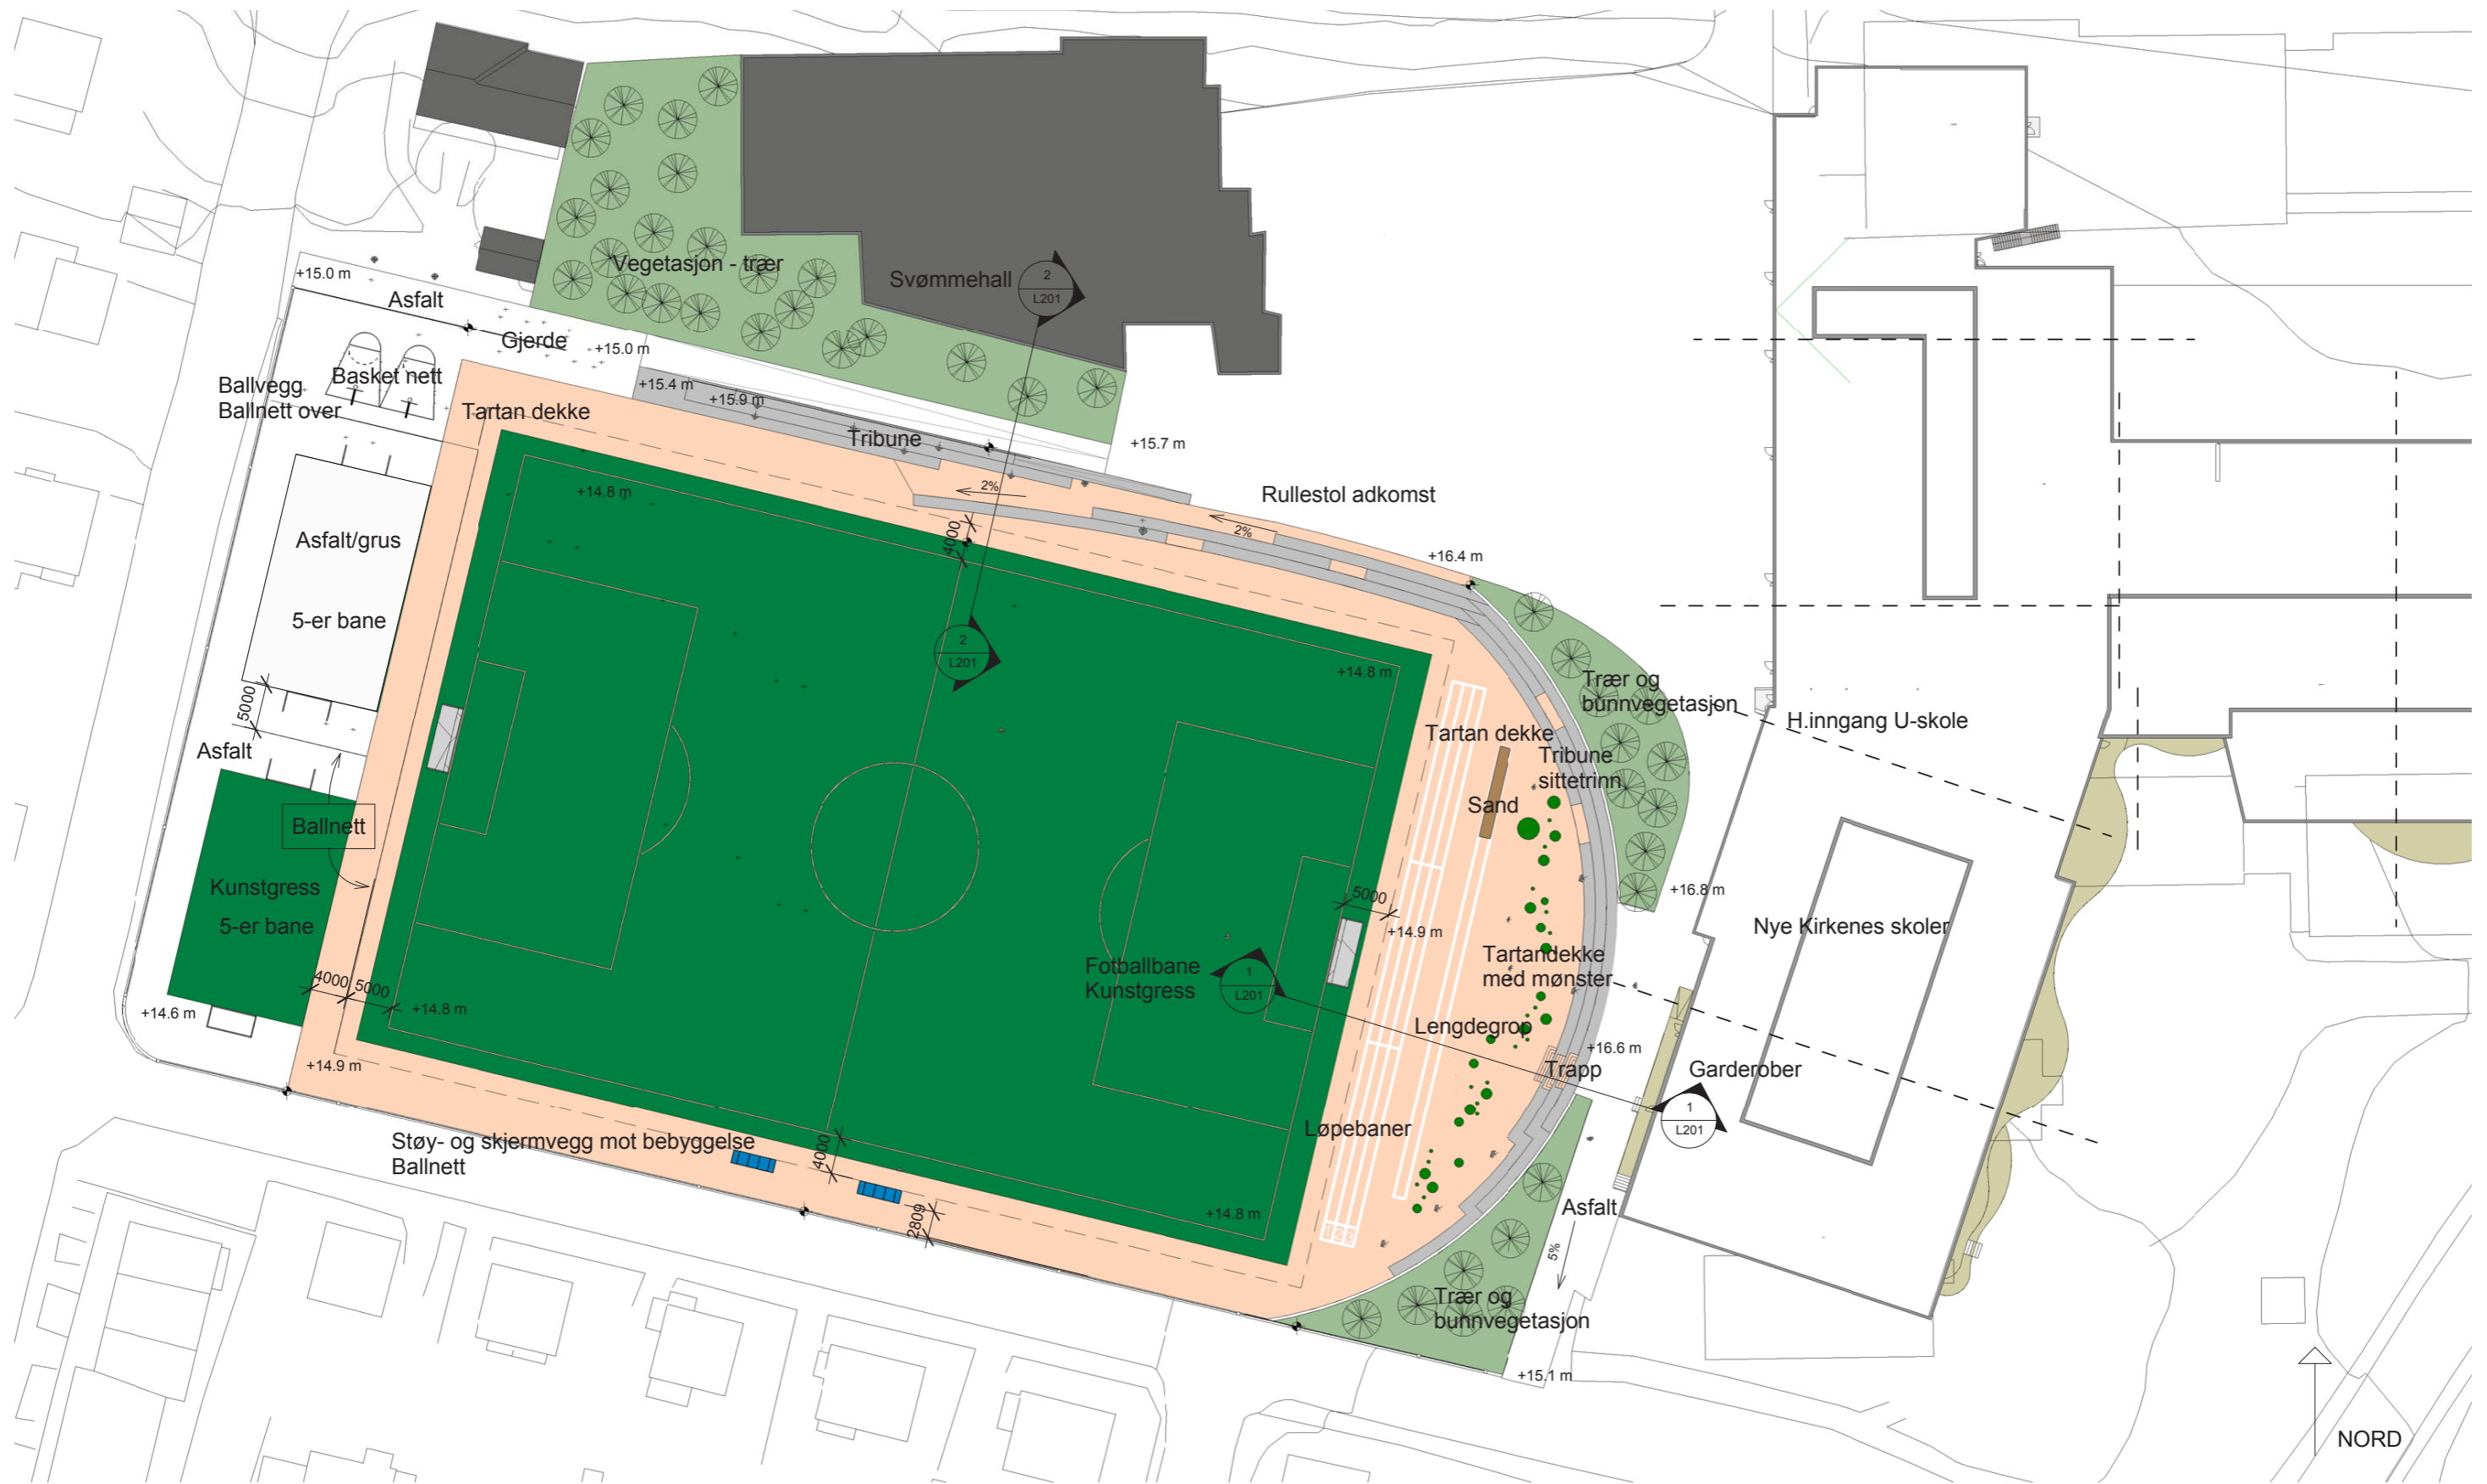 +15.0 m
Asfalt
Gjerde
+15.0 m
Vegetasjon - trær
Svømmehall
2
L201
Ballvegg
Ballnett over
Basket nett
Tartan dekke
+15.4 m
+15.9 m
Tribune
+15.7 m
2%
Rullestol adkomst
2%
+16.4 m
+14.8 m
4000
Asfalt/grus
5-er bane
5000
Asfalt
2
L201
+14.8 m
Trær og
bunnvegetasjon
H.inngang U-skole
Tartan dekke
Tribune
sittetrinn
Sand
Ballnett
Kunstgress
5-er bane
+16.8 m
5000
+14.9 m
Nye Kirkenes skoler
Fotballbane
Kunstgress
1
L201
Tartandekke
med mønster
4000
5000
+14.8 m
+14.6 m
Lengdegrop
+16.6 m
+14.9 m
Trapp
Garderober
1
L201
Løpebaner
Støy- og skjermvegg mot bebyggelse
Ballnett
4000
2809
+14.8 m
Asfalt
5%
Trær og
bunnvegetasjon
+15.1 m
NORD